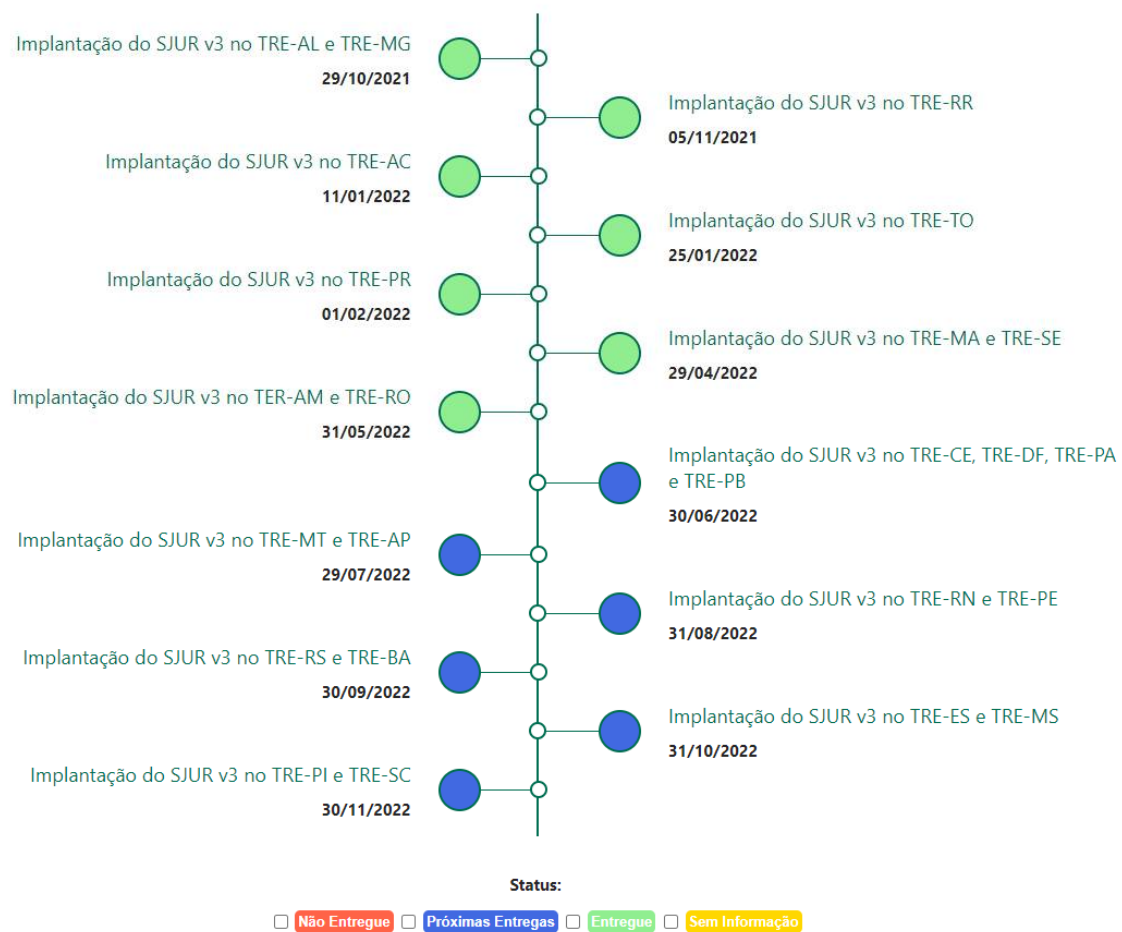 Implantação do SJUR v3 no TRE-AL e TRE-MG
29/10/2021
Implantação do SJUR v3 no TRE-RR
05/11/2021
Implantação do SJUR v3 no TRE-AC
11/01/2022
Implantação do SJUR v3 no TRE-TO
25/01/2022
Implantação do SJUR v3 no TRE-PR
01/02/2022
Implantação do SJUR v3 no TRE-MA e TRE-SE
29/04/2022
Implantação do SJUR v3 no TER-AM e TRE-RO
31/05/2022
Implantação do SJUR v3 no TRE-CE, TRE-DF, TRE-PA
e TRE-PB
30/06/2022
Implantação do SJUR v3 no TRE-MT e TRE-AP
29/07/2022
Implantação do SJUR v3 no TRE-RN e TRE-PE
31/08/2022
Implantação do SJUR v3 no TRE-RS e TRE-BA
30/09/2022
Implantação do SJUR v3 no TRE-ES e TRE-MS
31/10/2022
Implantação do SJUR v3 no TRE-PI e TRE-SC
30/11/2022
Status:
Não Entregue Próximas Entregas Entregue Sem Informação